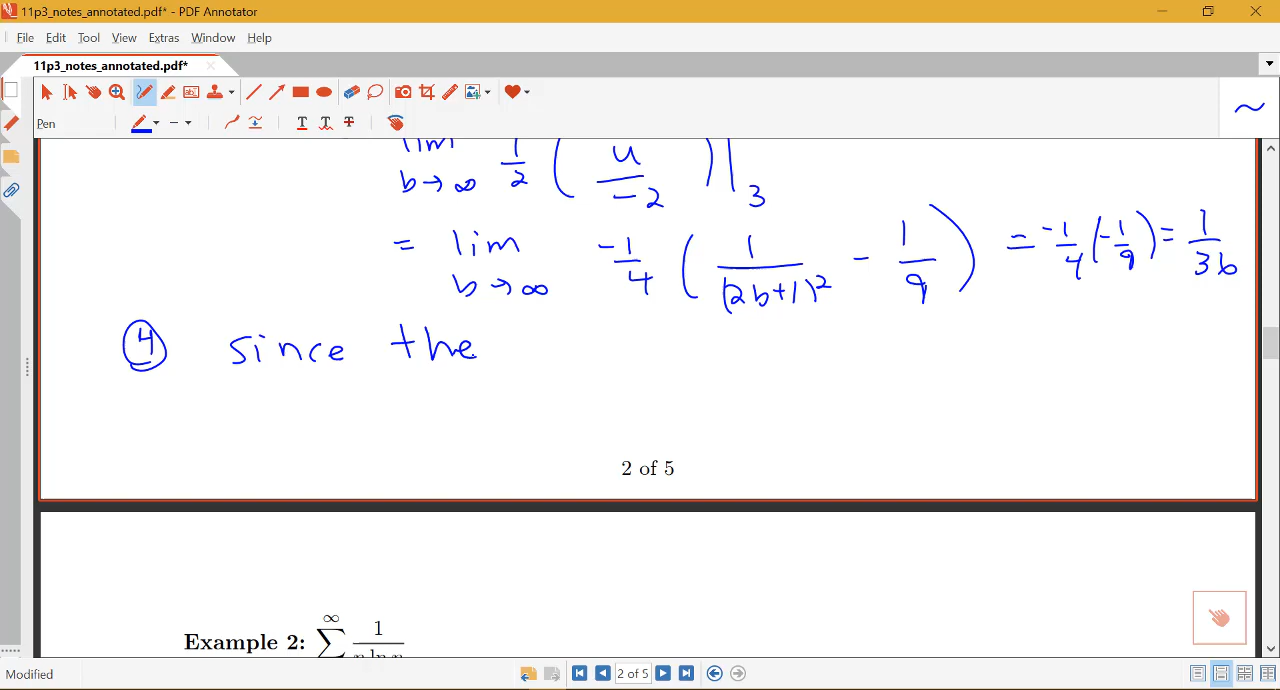 11p3_notes_annotated.pdf* - PDF Annotator
File Edit Tool View Extras Window Help
11p3_notes_annotated.pdf*
Pen
lim 1/2 ( u/-2 ) | 3
b → ∞
= lim -1/4 ( 1/(2b+1)² - 1/9 ) = -1/4 (-1/9) = 1/36
b → ∞
④ since the
2 of 5
Example 2: ∑ ∞ 1/(n ln n)
Modified
2 of 5